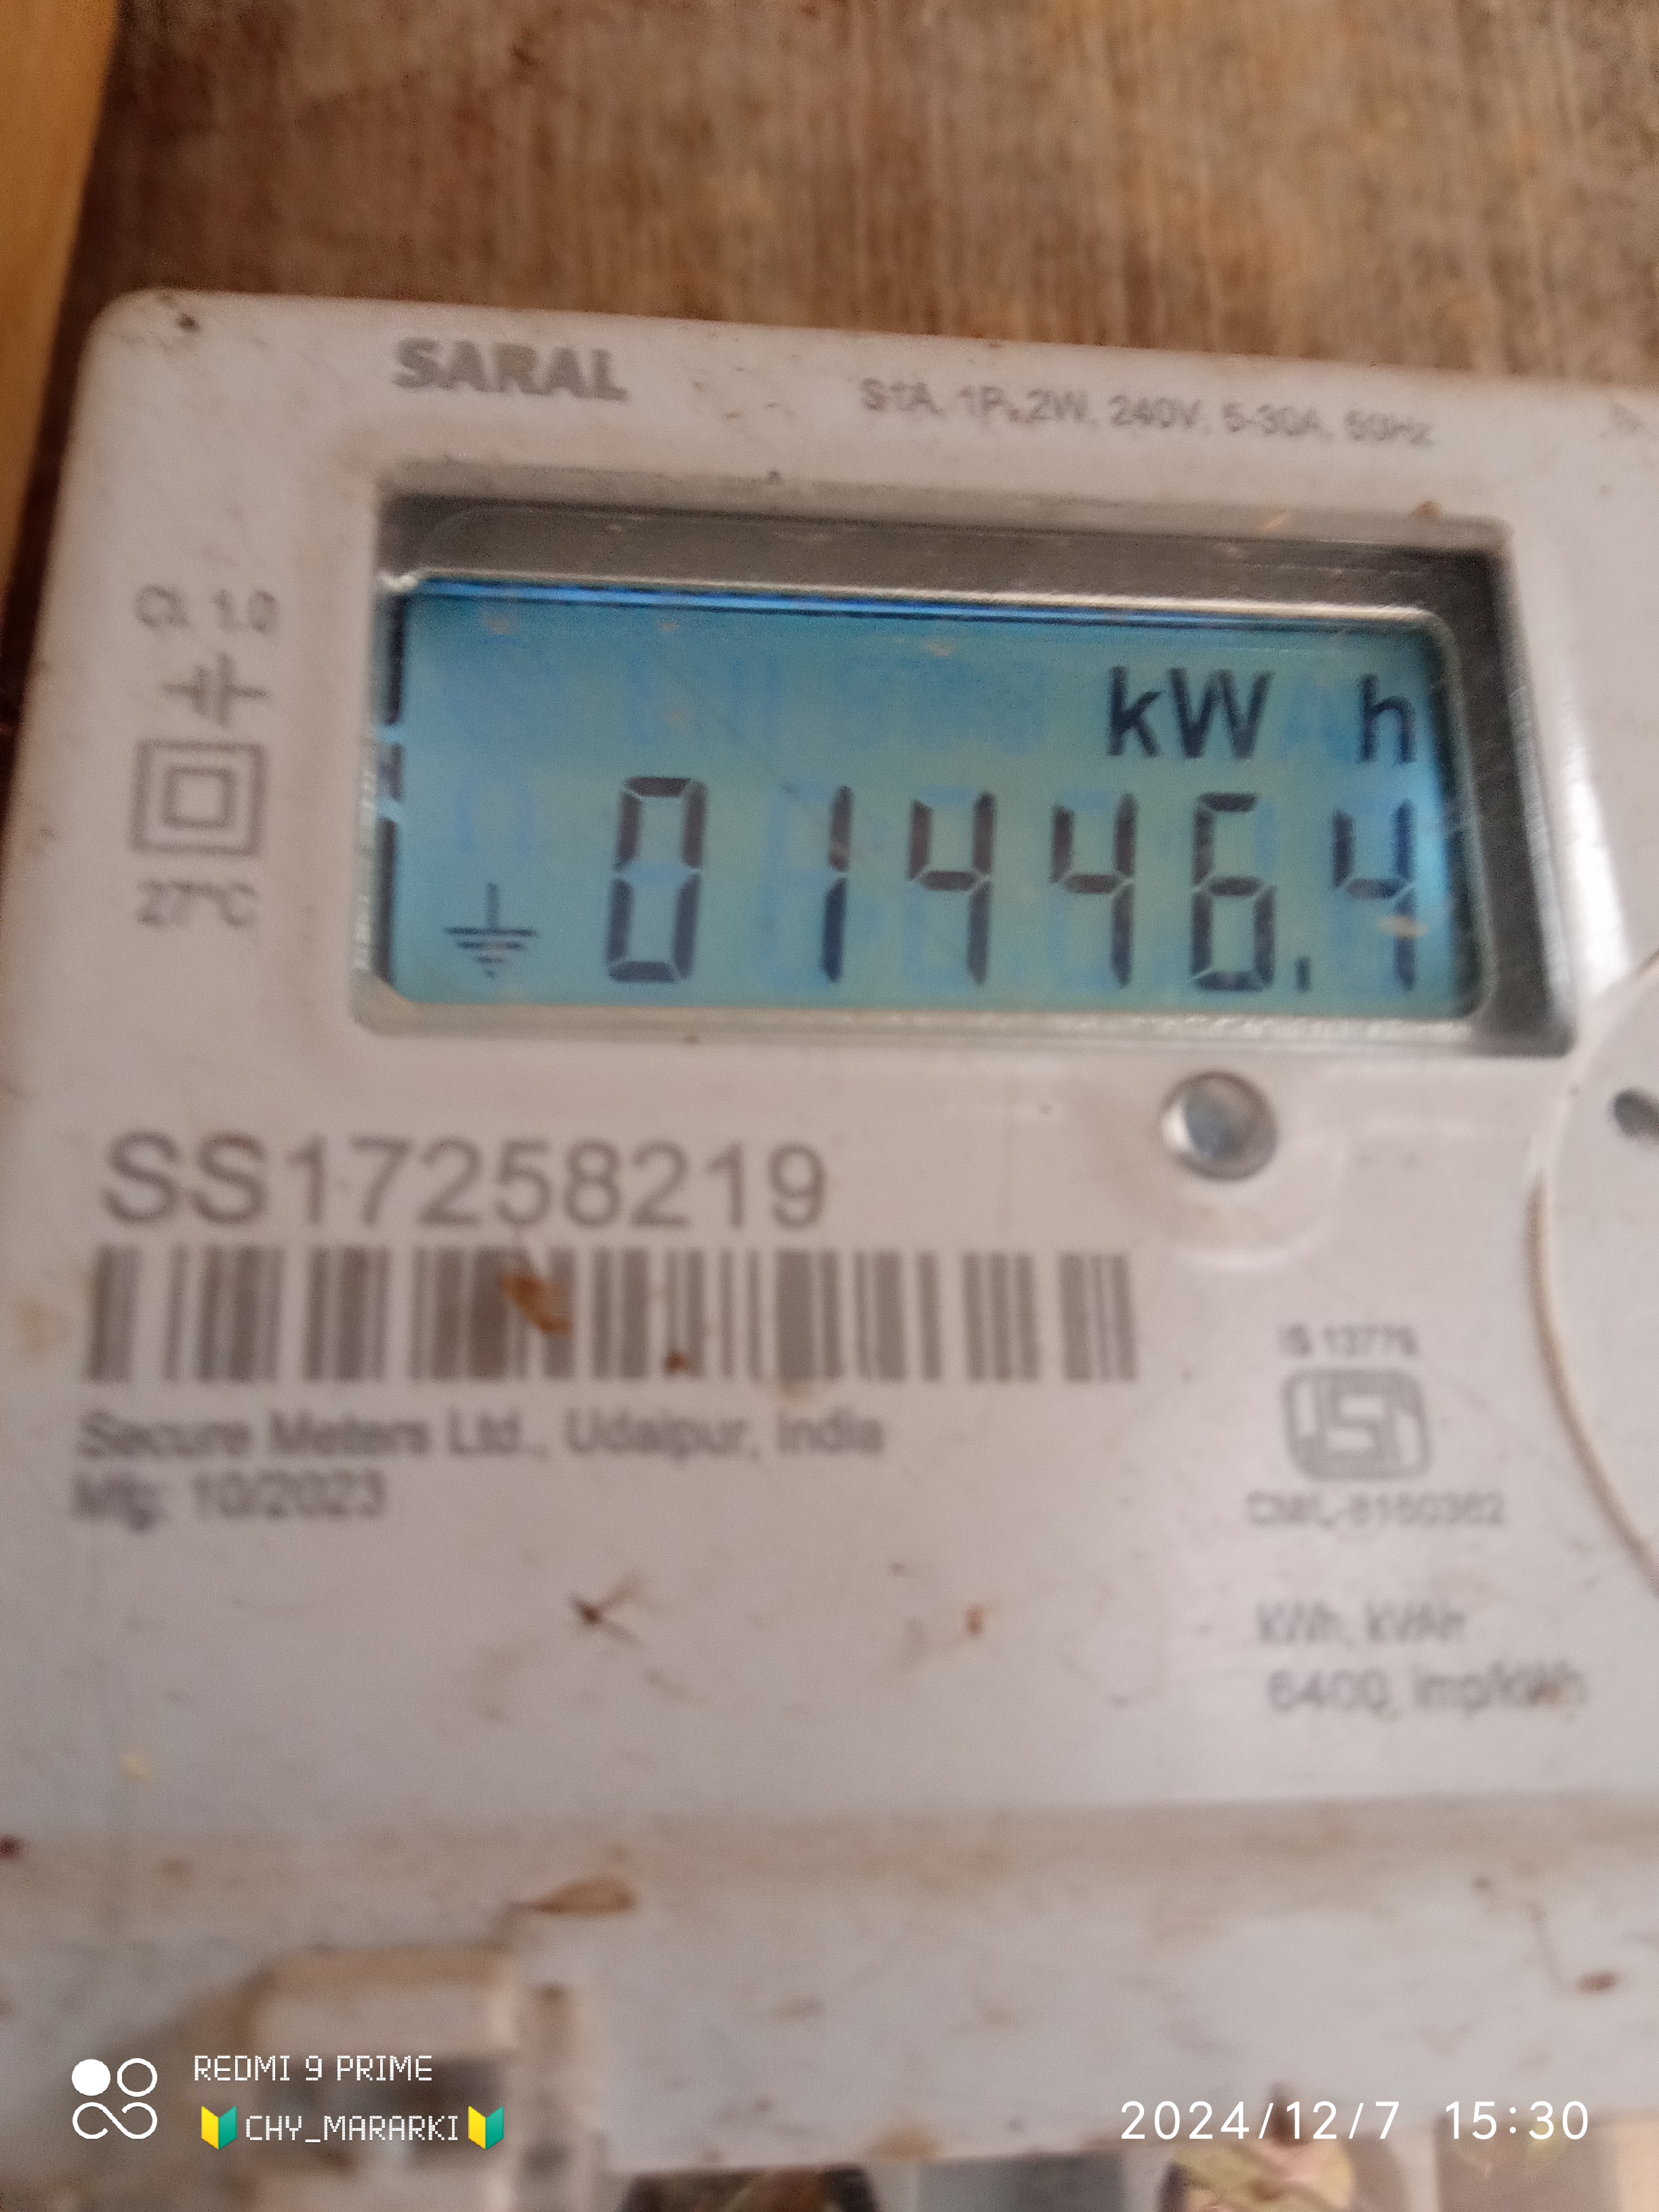 SARAL
S1A, 1P, 2W, 240V, 5-30A, 50Hz
Cl. 1.0
27°C
kW h
01446.4
SS17258219
Secure Meters Ltd., Udaipur, India
Mfg: 10/2023
IS 13779
CM/L-8150362
kWh, kVAh
6400, imp/kWh
REDMI 9 PRIME
🔰CHY_MARARKI🔰
2024/12/7 15:30